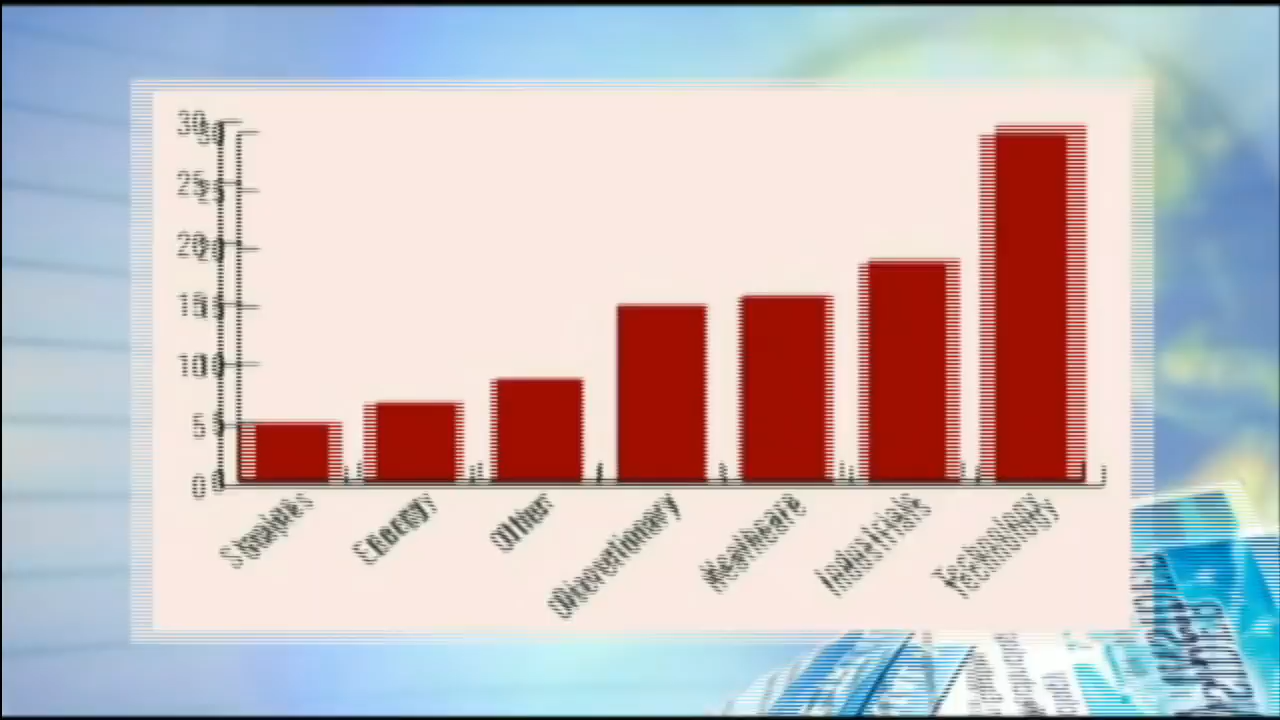 30
25
20
15
10
5
0
Staples
Energy
Other
Discretionary
Healthcare
Industrials
Technology